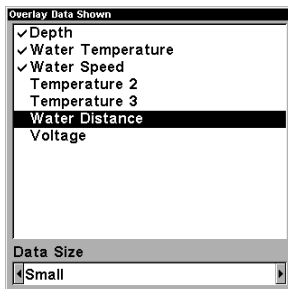 Overlay Data Shown
✓Depth
✓Water Temperature
✓Water Speed
Temperature 2
Temperature 3
Water Distance
Voltage
Data Size
Small